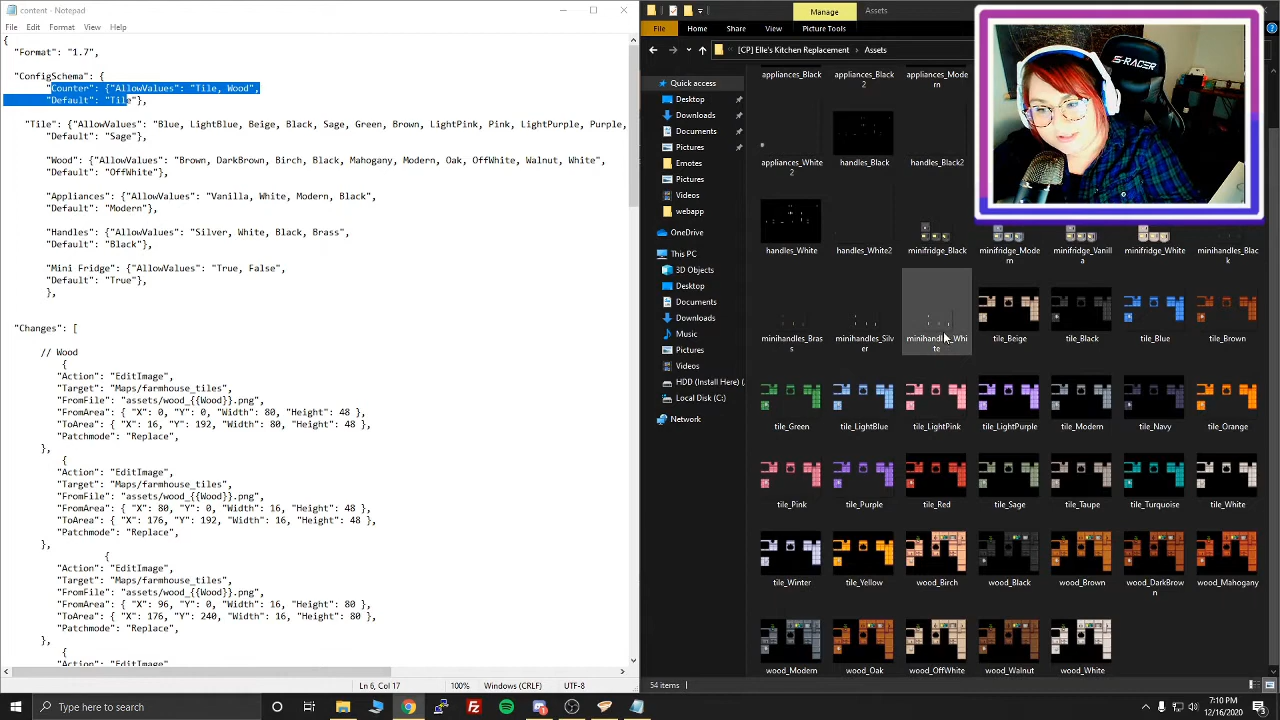 content - Notepad
File Edit Format View Help
{
"Format": "1.7",
"ConfigSchema": {
"Counter": {"AllowValues": "Tile, Wood",
"Default": "Tile"},
"Tile": {"AllowValues": "Blue, LightBlue, Beige, Black, Sage, Green, Brown, LightPink, Pink, LightPurple, Purple,
"Default": "Sage"},
"Wood": {"AllowValues": "Brown, DarkBrown, Birch, Black, Mahogany, Modern, Oak, OffWhite, Walnut, White",
"Default": "OffWhite"},
"Appliances": {"AllowValues": "Vanilla, White, Modern, Black",
"Default": "Modern"},
"Handles": {"AllowValues": "Silver, White, Black, Brass",
"Default": "Black"},
"Mini Fridge": {"AllowValues": "True, False",
"Default": "True"},
},
"Changes": [
// Wood
{
"Action": "EditImage",
"Target": "Maps/farmhouse_tiles",
"FromFile": "assets/wood_{{Wood}}.png",
"FromArea": { "X": 0, "Y": 0, "Width": 80, "Height": 48 },
"ToArea": { "X": 16, "Y": 192, "Width": 80, "Height": 48 },
"Patchmode": "Replace",
},
{
"Action": "EditImage",
"Target": "Maps/farmhouse_tiles",
"FromFile": "assets/wood_{{Wood}}.png",
"FromArea": { "X": 80, "Y": 0, "Width": 16, "Height": 48 },
"ToArea": { "X": 176, "Y": 192, "Width": 16, "Height": 48 },
"Patchmode": "Replace",
},
{
"Action": "EditImage",
"Target": "Maps/farmhouse_tiles",
"FromFile": "assets/wood_{{Wood}}.png",
"FromArea": { "X": 96, "Y": 0, "Width": 16, "Height": 80 },
"ToArea": { "X": 176, "Y": 240, "Width": 16, "Height": 80 },
"Patchmode": "Replace",
},
{
"Action": "EditImage",
Ln 6, Col 17 100% Windows (CRLF) UTF-8
Manage Assets
File Home Share View Picture Tools
[CP] Elle's Kitchen Replacement > Assets
Quick access
Desktop
Downloads
Documents
Pictures
Emotes
Pictures
Videos
webapp
OneDrive
This PC
3D Objects
Desktop
Documents
Downloads
Music
Pictures
Videos
HDD (Install Here) (
Local Disk (C:)
Network
appliances_Black appliances_Black2 appliances_Modern
appliances_White2 handles_Black handles_Black2
handles_White handles_White2 minifridge_Black minifridge_Modern minifridge_Vanilla minifridge_White minihandles_Black
minihandles_Brass minihandles_Silver minihandles_White tile_Beige tile_Black tile_Blue tile_Brown
tile_Green tile_LightBlue tile_LightPink tile_LightPurple tile_Modern tile_Navy tile_Orange
tile_Pink tile_Purple tile_Red tile_Sage tile_Taupe tile_Turquoise tile_White
tile_Winter tile_Yellow wood_Birch wood_Black wood_Brown wood_DarkBrown wood_Mahogany
wood_Modern wood_Oak wood_OffWhite wood_Walnut wood_White
54 items
S-RACER
Type here to search
7:10 PM
12/16/2020
3